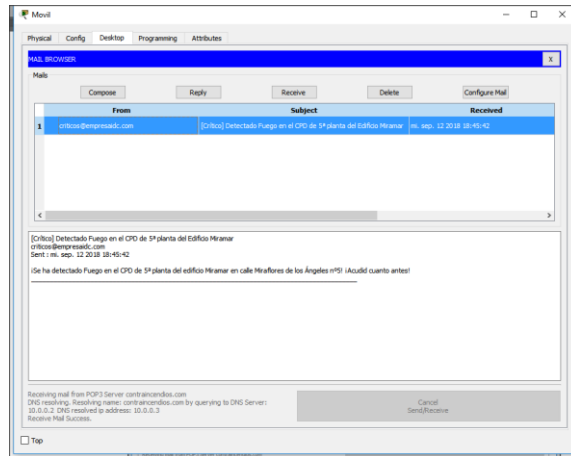 Movil
Physical Config Desktop Programming Attributes
MAIL BROWSER X
Mails
Compose Reply Receive Delete Configure Mail
From Subject Received
1 criticos@empresaidc.com [Crítico] Detectado Fuego en el CPD de 5ª planta del Edificio Miramar mi. sep. 12 2018 18:45:42
[Crítico] Detectado Fuego en el CPD de 5ª planta del Edificio Miramar
criticos@empresaidc.com
Sent : mi. sep. 12 2018 18:45:42
¡Se ha detectado Fuego en el CPD de 5ª planta del edificio Miramar en calle Miraflores de los Ángeles nº5! ¡Acudid cuanto antes!
Receiving mail from POP3 Server contraincendios.com
DNS resolving. Resolving name: contraincendios.com by querying to DNS Server:
10.0.0.2 DNS resolved ip address: 10.0.0.3
Receive Mail Success.
Cancel
Send/Receive
Top